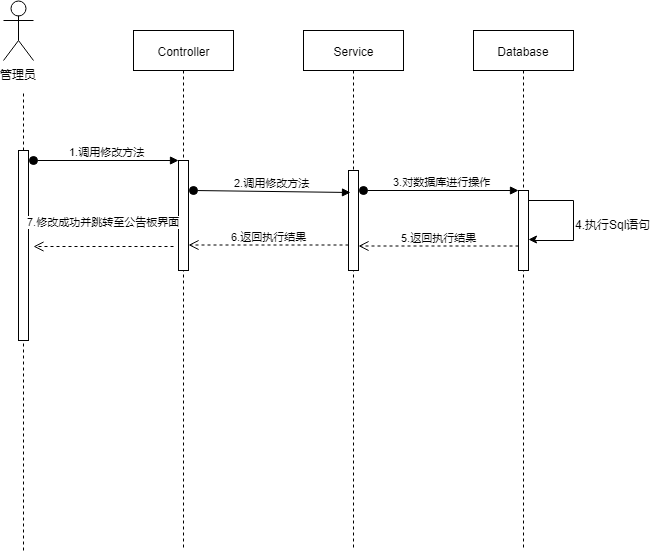 管理员
Controller
Service
Database
1.调用修改方法
2.调用修改方法
3.对数据库进行操作
4.执行Sql语句
5.返回执行结果
6.返回执行结果
7.修改成功并跳转至公告板界面